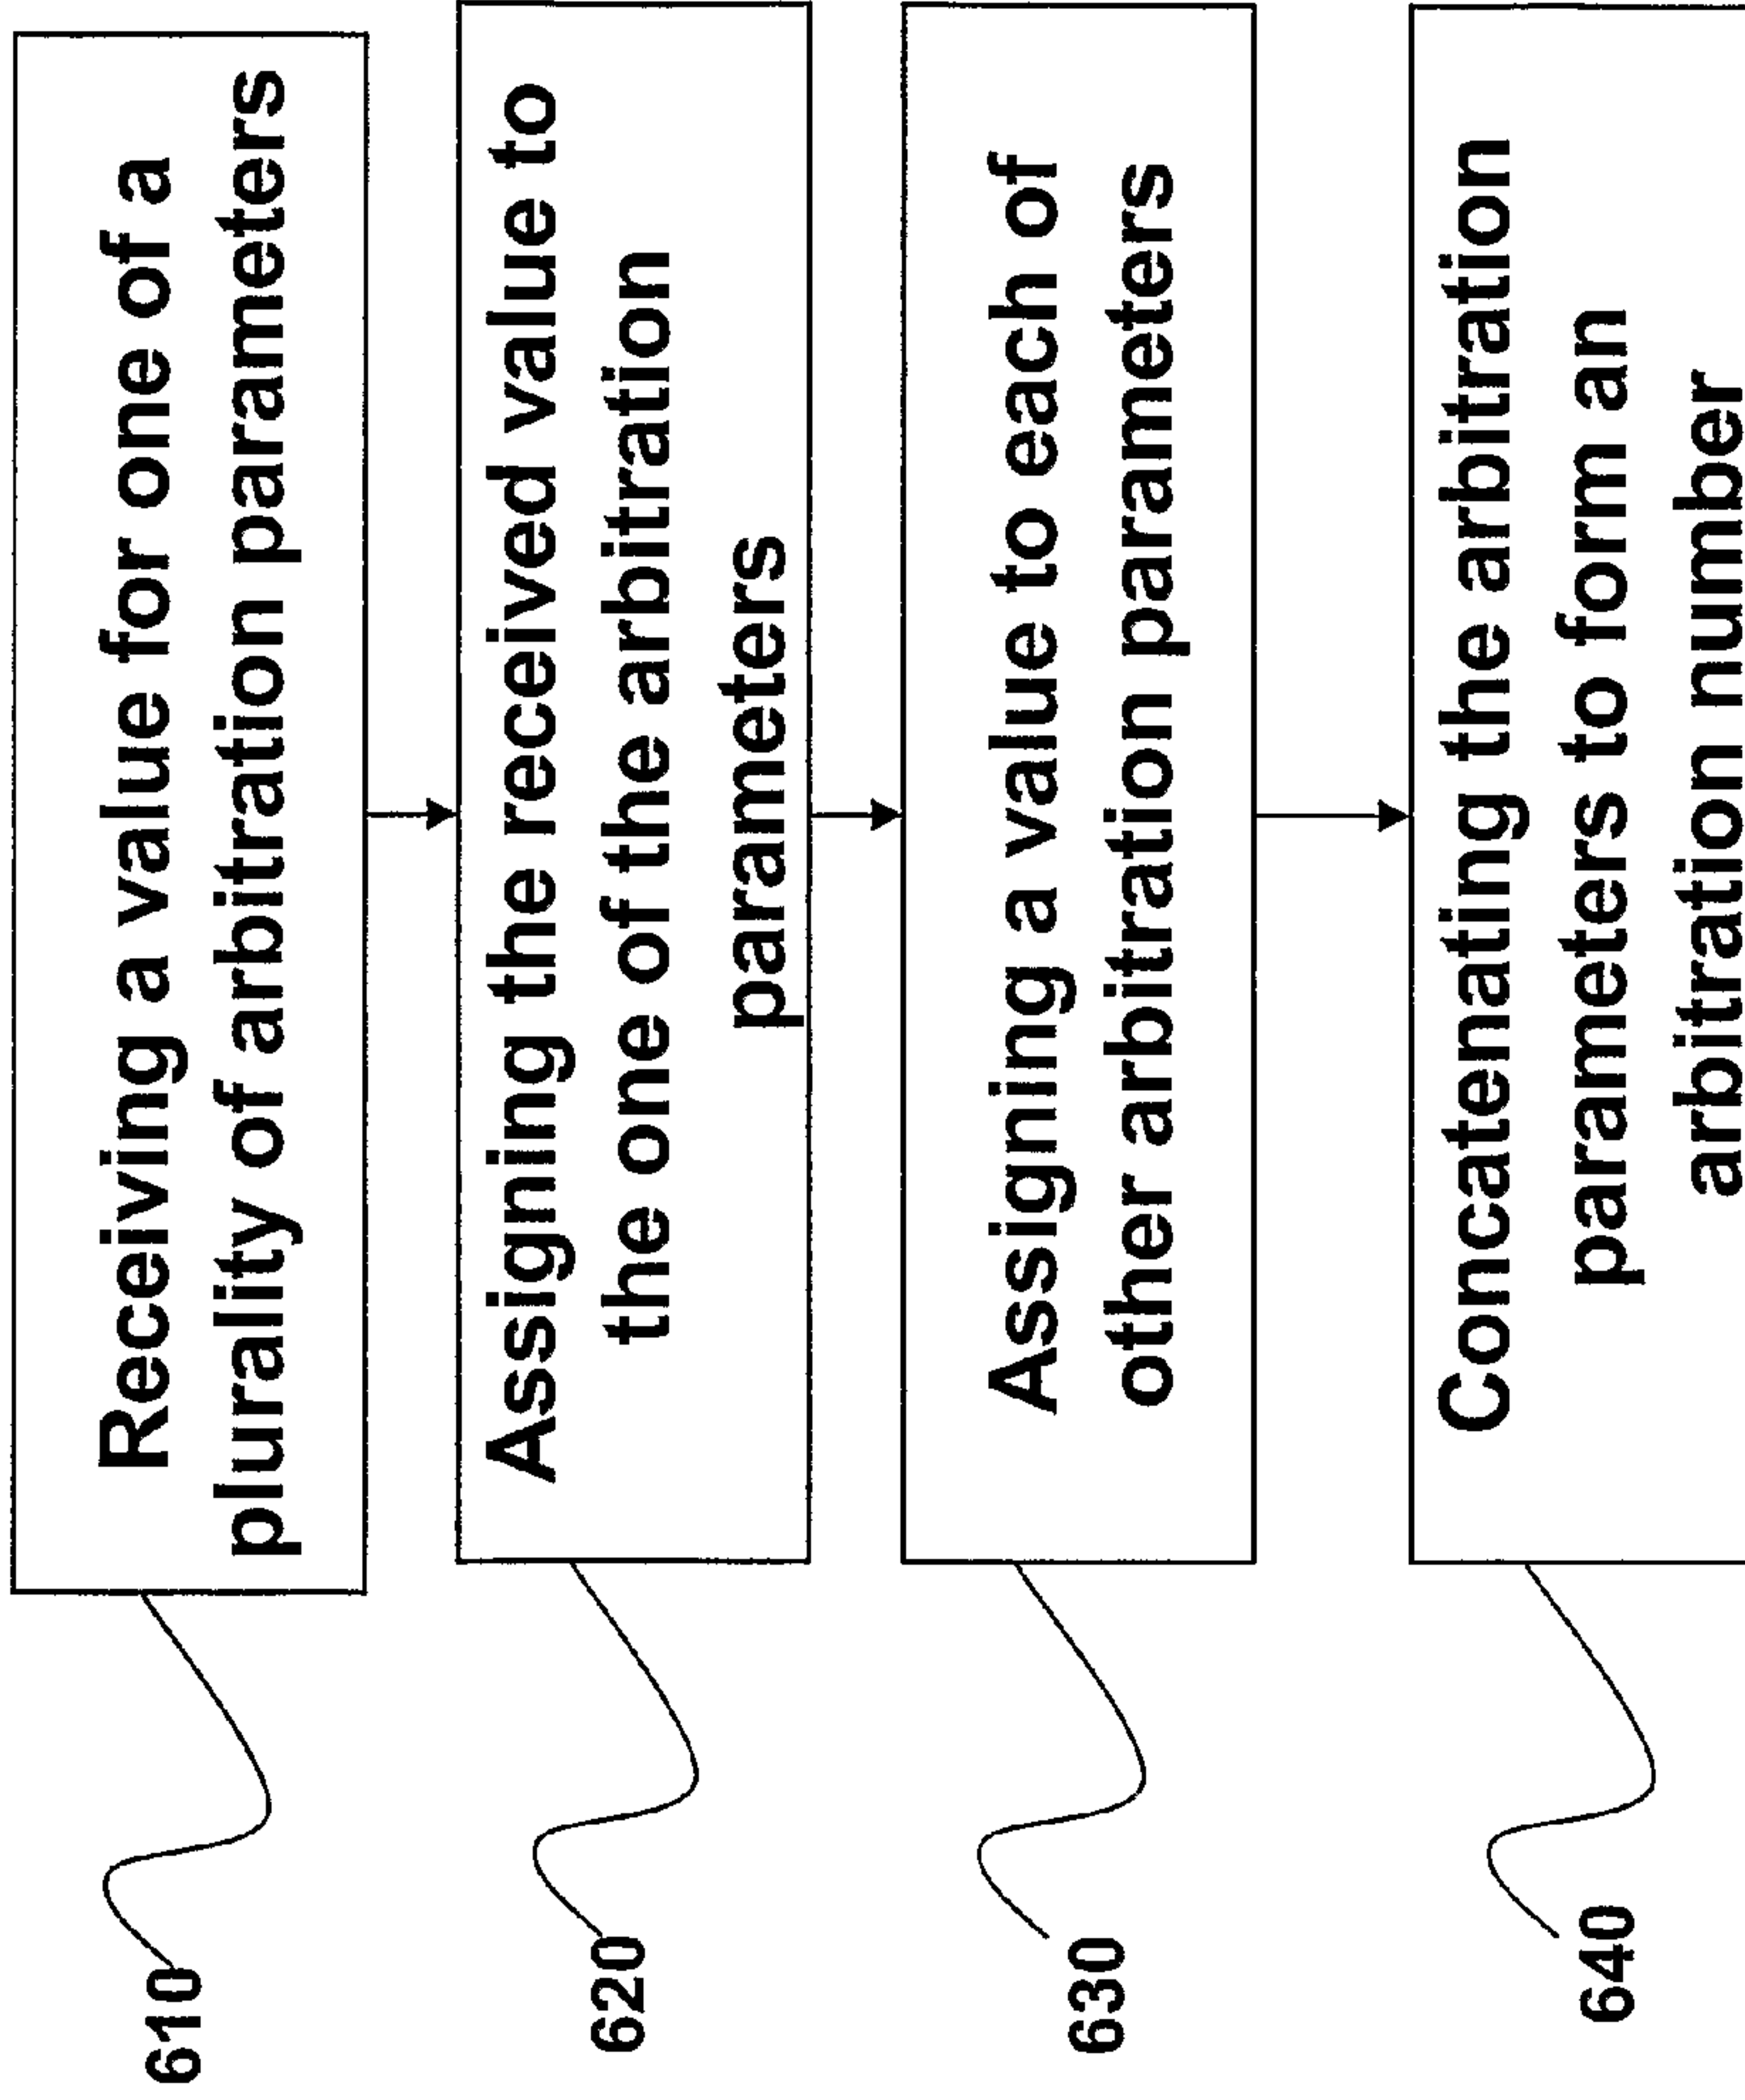 610
Receiving a value for one of a
plurality of arbitration parameters
620
Assigning the received value to
the one of the arbitration
parameters
630
Assigning a value to each of
other arbitration parameters
640
Concatenating the arbitration
parameters to form an
arbitration number